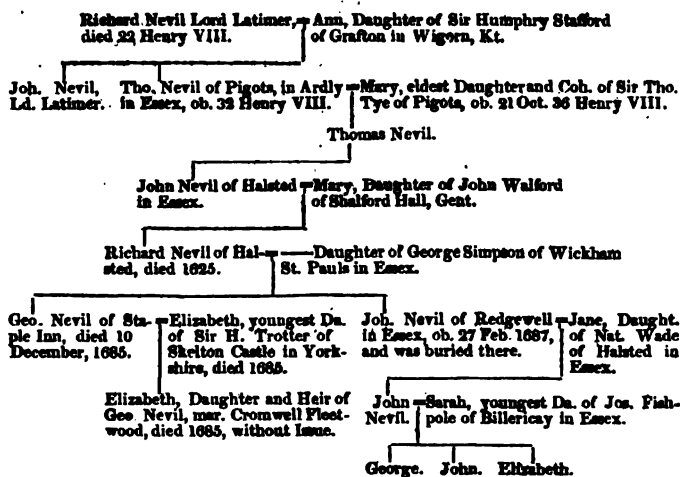 Richard Nevil Lord Latimer, Ann, Daughter of Sir Humphry Stafford
died 22 Henry VIII. of Grafton in Wigorn, Kt.
Joh. Nevil, Tho. Nevil of Pigots, in Ardly Mary, eldest Daughter and Coh. of Sir Tho.
Ld. Latimer. in Essex, ob. 32 Henry VIII. Tye of Pigots, ob. 21 Oct. 36 Henry VIII.
Thomas Nevil.
John Nevil of Halsted Mary, Daughter of John Walford
in Essex. of Shalford Hall, Gent.
Richard Nevil of Hal- Daughter of George Simpson of Wickham
sted, died 1625. St. Pauls in Essex.
Geo. Nevil of Sta- Elizabeth, youngest Da. Joh. Nevil of Redgewell Jane, Daught.
ple Inn, died 10 of Sir H. Trotter of in Essex, ob. 27 Feb. 1687, of Nat. Wade
December, 1685. Skelton Castle in York- and was buried there. of Halsted in
shire, died 1685. Essex.
Elizabeth, Daughter and Heir of John Sarah, youngest Da. of Jos. Fish-
Geo. Nevil, mar. Cromwell Fleet- Nevil. pole of Billericay in Essex.
wood, died 1685, without Issue.
George. John. Elizabeth.